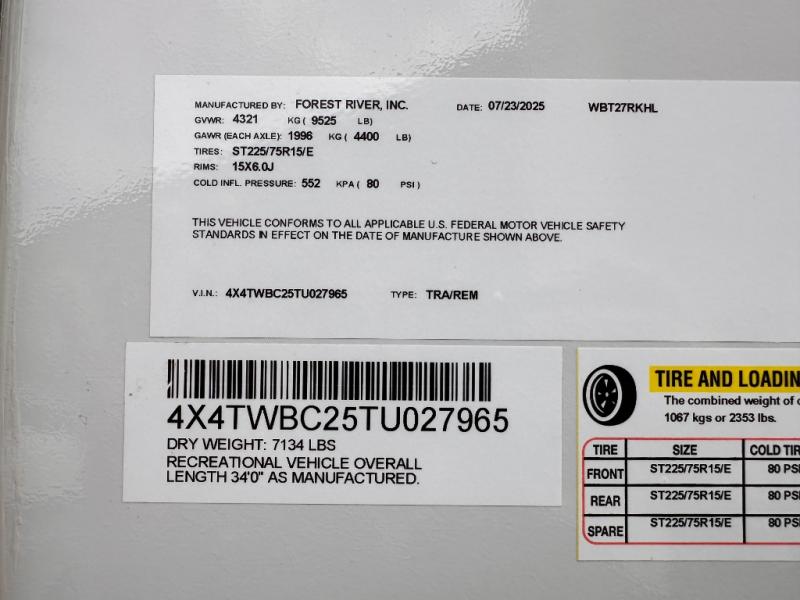 MANUFACTURED BY: FOREST RIVER, INC. DATE: 07/23/2025 WBT27RKHL
GVWR: 4321 KG ( 9525 LB)
GAWR (EACH AXLE): 1996 KG ( 4400 LB)
TIRES: ST225/75R15/E
RIMS: 15X6.0J
COLD INFL. PRESSURE: 552 KPA ( 80 PSI )
THIS VEHICLE CONFORMS TO ALL APPLICABLE U.S. FEDERAL MOTOR VEHICLE SAFETY
STANDARDS IN EFFECT ON THE DATE OF MANUFACTURE SHOWN ABOVE.
V.I.N.: 4X4TWBC25TU027965 TYPE: TRA/REM
4X4TWBC25TU027965
DRY WEIGHT: 7134 LBS
RECREATIONAL VEHICLE OVERALL
LENGTH 34'0" AS MANUFACTURED.
TIRE AND LOADIN
The combined weight of
1067 kgs or 2353 lbs.
TIRE SIZE COLD TIR
FRONT ST225/75R15/E 80 PSI
REAR ST225/75R15/E 80 PSI
SPARE ST225/75R15/E 80 PSI